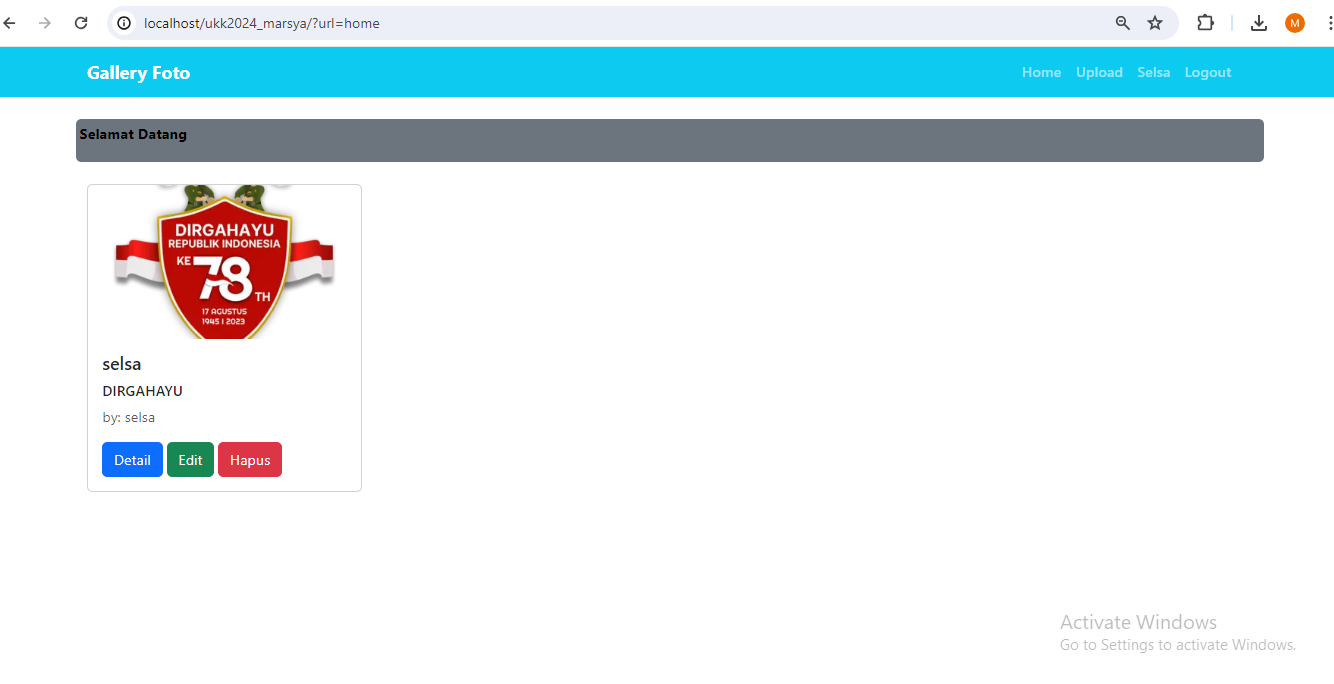 localhost/ukk2024_marsya/?url=home
M
Gallery Foto
Home Upload Selsa Logout
Selamat Datang
DIRGAHAYU
REPUBLIK INDONESIA
KE 78 TH
17 AGUSTUS
1945 I 2023
selsa
DIRGAHAYU
by: selsa
Detail Edit Hapus
Activate Windows
Go to Settings to activate Windows.